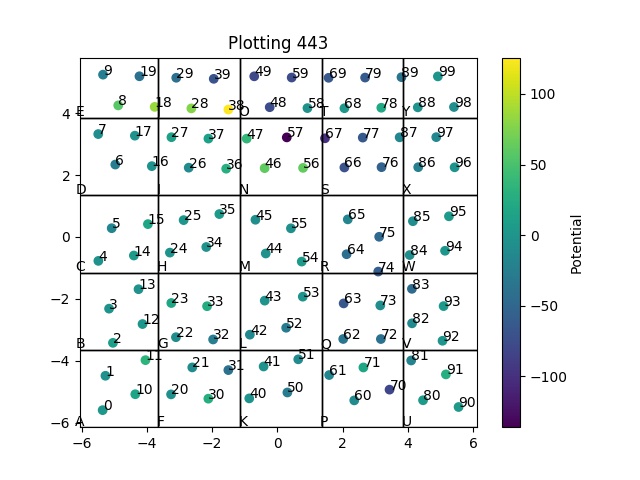 Plotting 443
9 19 29 39 49 59 69 79 89 99
8 18 28 38 48 58 68 78 88 98
4 E O T Y
7 17 27 37 47 57 67 77 87 97
6 16 26 36 46 56 66 76 86 96
2
D I N S X
5 15 25 35 45 55 65 75 85 95
0
4 14 24 34 44 54 64 74 84 94
C H M R W
3 13 23 33 43 53 63 73 83 93
−2
2 12 22 32 42 52 62 72 82 92
B G L Q V
1 11 21 31 41 51 61 71 81 91
−4
0 10 20 30 40 50 60 70 80 90
−6 A F K P U
−6 −4 −2 0 2 4 6
100
50
0
−50
−100
Potential